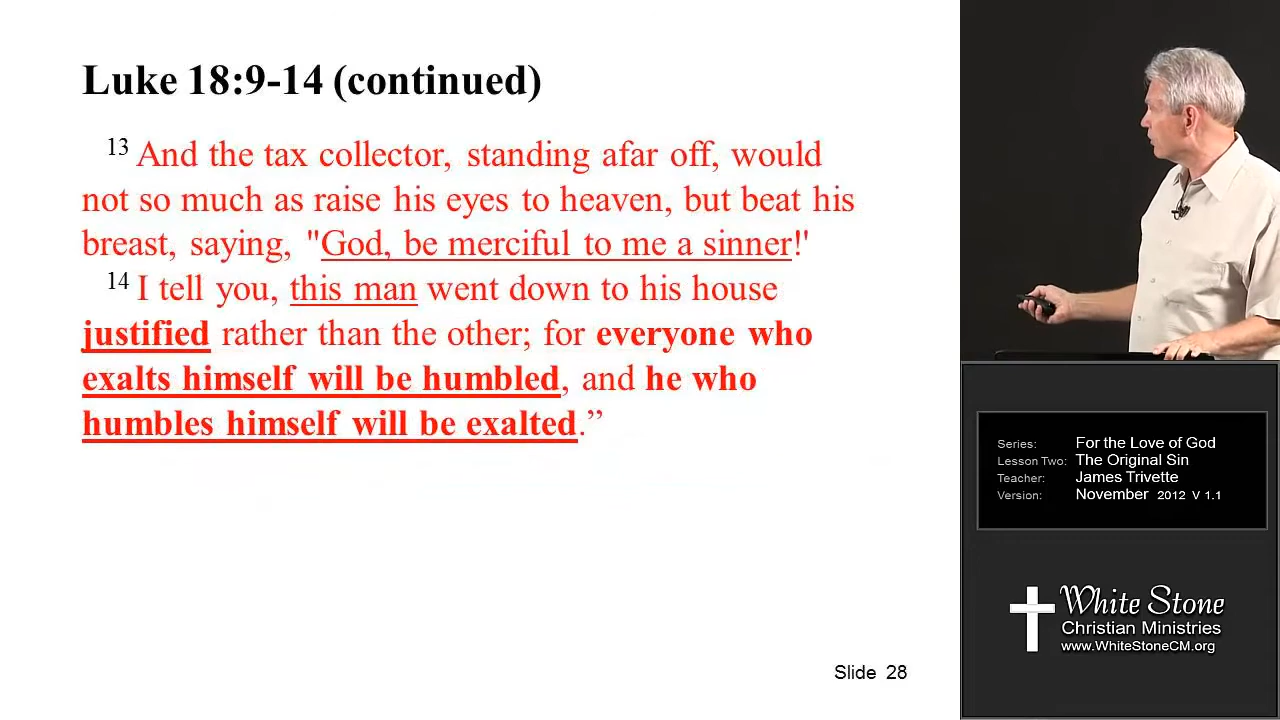 Luke 18:9-14 (continued)
13 And the tax collector, standing afar off, would
not so much as raise his eyes to heaven, but beat his
breast, saying, "God, be merciful to me a sinner!'
14 I tell you, this man went down to his house
justified rather than the other; for everyone who
exalts himself will be humbled, and he who
humbles himself will be exalted.”
Slide 28
Series: For the Love of God
Lesson Two: The Original Sin
Teacher: James Trivette
Version: November 2012 V 1.1
White Stone
Christian Ministries
www.WhiteStoneCM.org